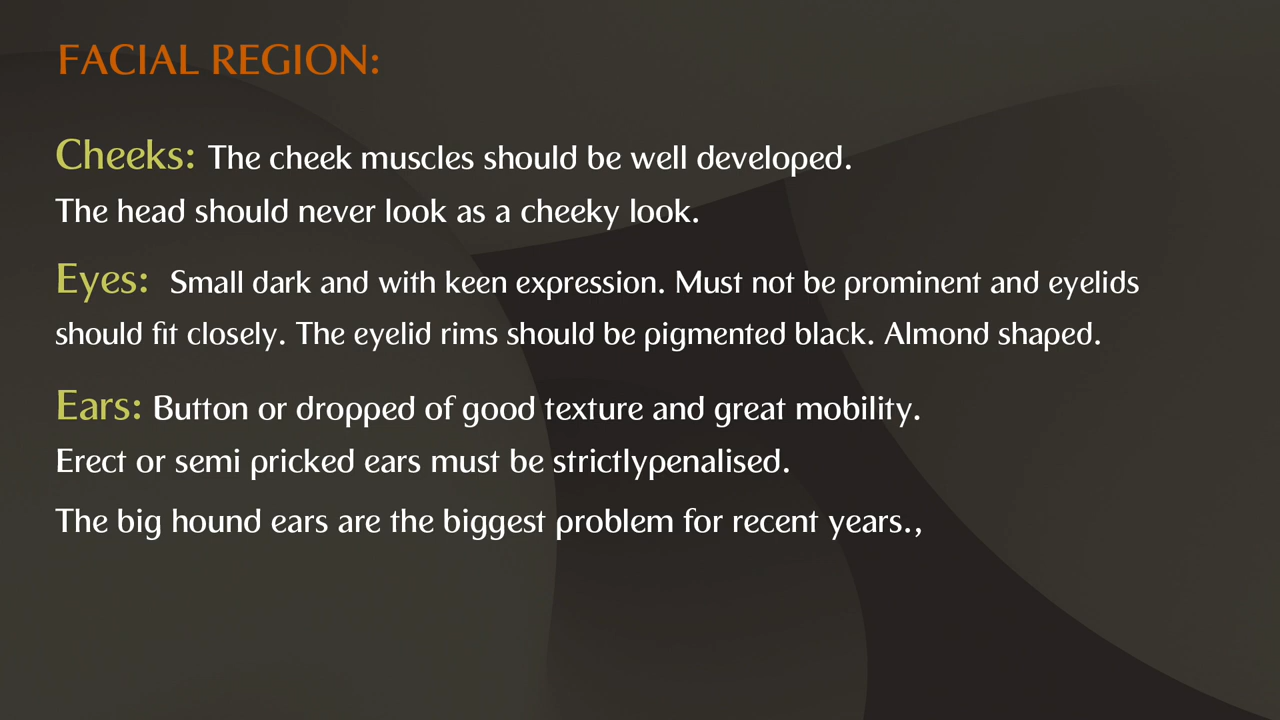 FACIAL REGION:
Cheeks: The cheek muscles should be well developed.
The head should never look as a cheeky look.
Eyes: Small dark and with keen expression. Must not be prominent and eyelids
should fit closely. The eyelid rims should be pigmented black. Almond shaped.
Ears: Button or dropped of good texture and great mobility.
Erect or semi pricked ears must be strictlypenalised.
The big hound ears are the biggest problem for recent years.,